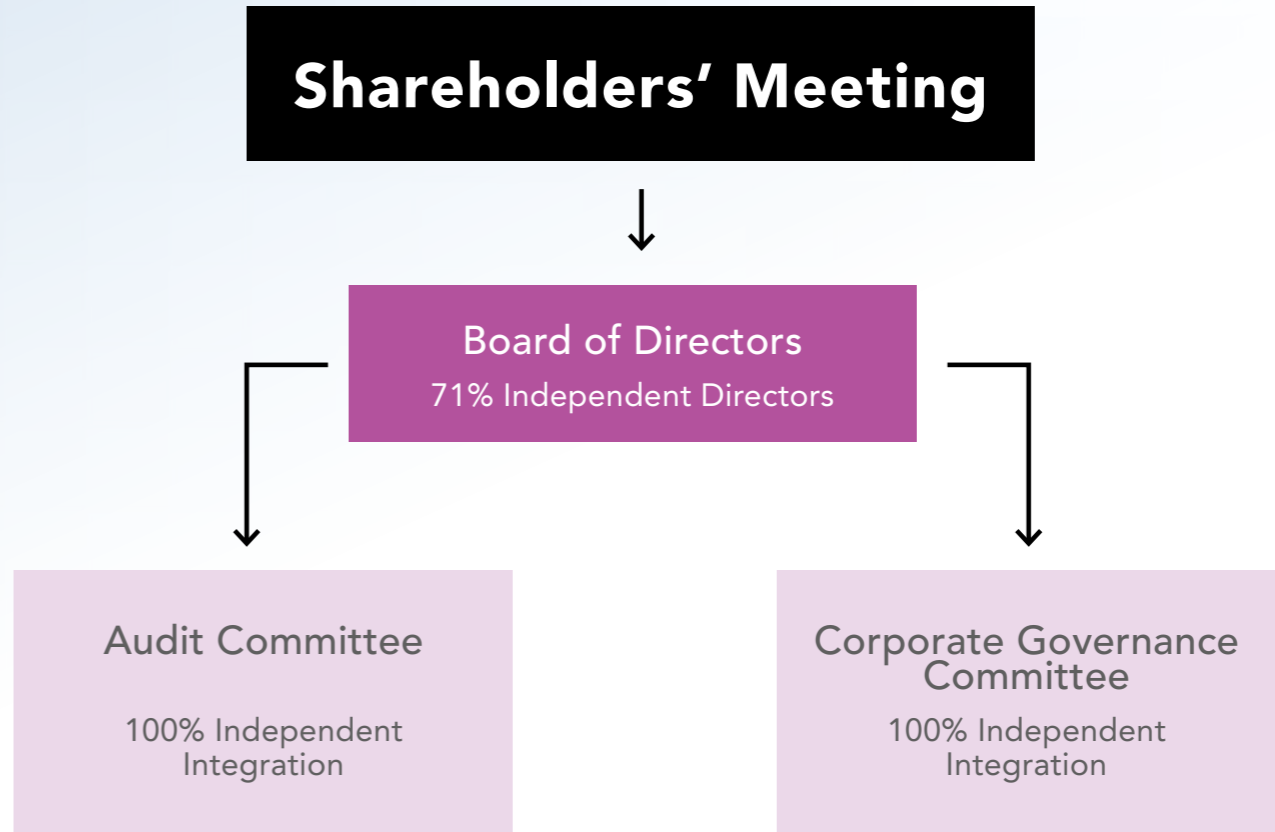 Shareholders’ Meeting
Board of Directors
71% Independent Directors
Audit Committee
100% Independent
Integration
Corporate Governance
Committee
100% Independent
Integration